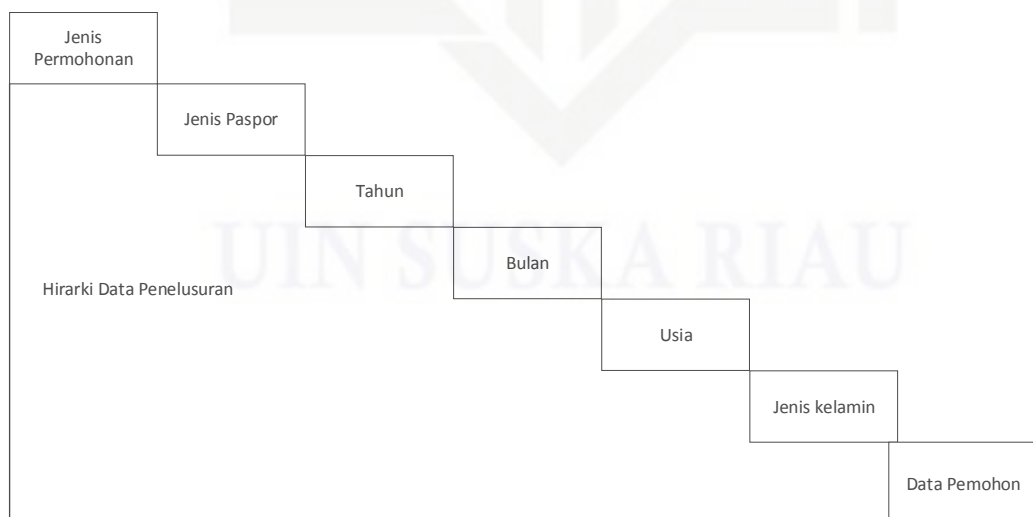 Jenis
Permohonan
Jenis Paspor
Tahun
UIN SUSKA RIAU
Bulan
Hirarki Data Penelusuran
Usia
Jenis kelamin
Data Pemohon